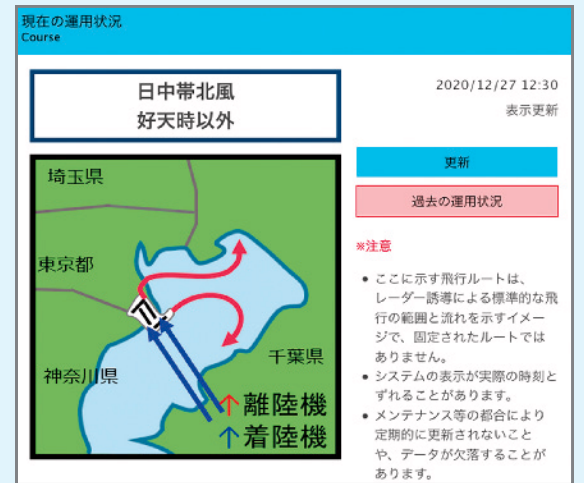 現在の運用状況
Course
日中帯北風
好天時以外
2020/12/27 12:30
表示更新
更新
過去の運用状況
※注意
埼玉県
東京都
神奈川県
千葉県
↑離陸機
↑着陸機
• ここに示す飛行ルートは、
レーダー誘導による標準的な飛
行の範囲と流れを示すイメー
ジで、固定されたルートでは
ありません。
• システムの表示が実際の時刻と
ずれることがあります。
• メンテナンス等の都合により
定期的に更新されないこと
や、データが欠落することが
あります。